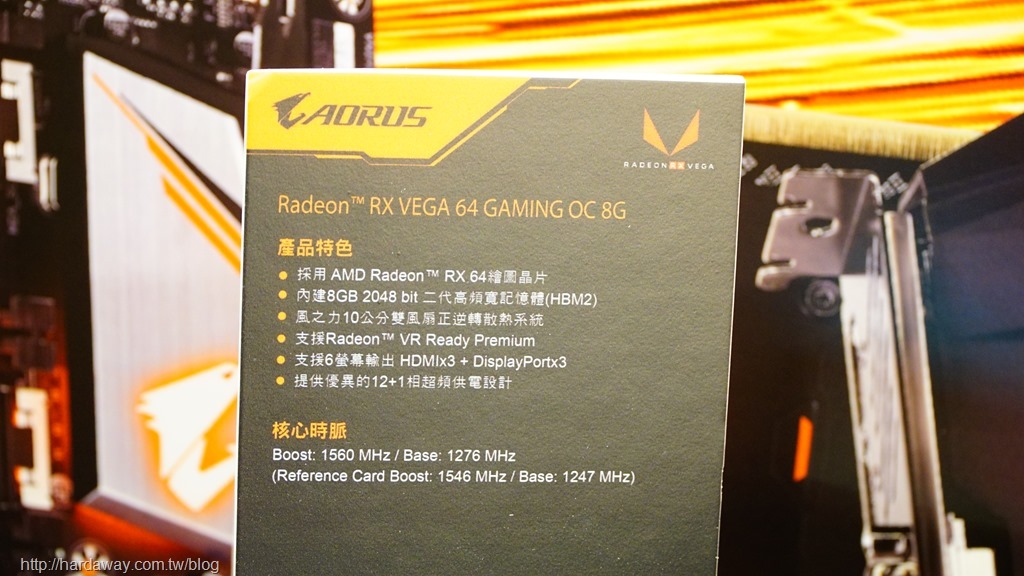 AORUS
RADEON RX VEGA
Radeon™ RX VEGA 64 GAMING OC 8G
產品特色
● 採用 AMD Radeon™ RX 64繪圖晶片
● 內建8GB 2048 bit 二代高頻寬記憶體(HBM2)
● 風之力10公分雙風扇正逆轉散熱系統
● 支援Radeon™ VR Ready Premium
● 支援6螢幕輸出 HDMIx3 + DisplayPortx3
● 提供優異的12+1相超頻供電設計
核心時脈
Boost: 1560 MHz / Base: 1276 MHz
(Reference Card Boost: 1546 MHz / Base: 1247 MHz)
http://hardaway.com.tw/blog